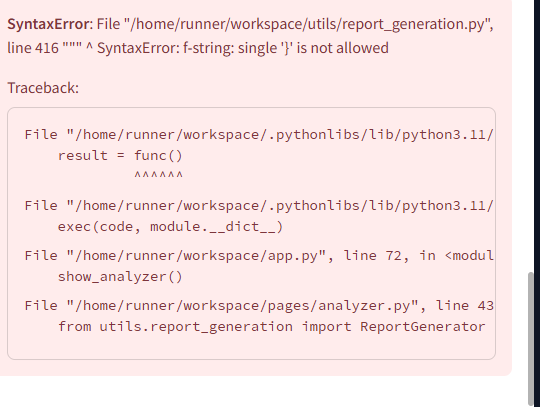 SyntaxError: File "/home/runner/workspace/utils/report_generation.py",
line 416 """ ^ SyntaxError: f-string: single '}' is not allowed
Traceback:
File "/home/runner/workspace/.pythonlibs/lib/python3.11/
result = func()
^^^^^^
File "/home/runner/workspace/.pythonlibs/lib/python3.11/
exec(code, module.__dict__)
File "/home/runner/workspace/app.py", line 72, in <modul
show_analyzer()
File "/home/runner/workspace/pages/analyzer.py", line 43
from utils.report_generation import ReportGenerator